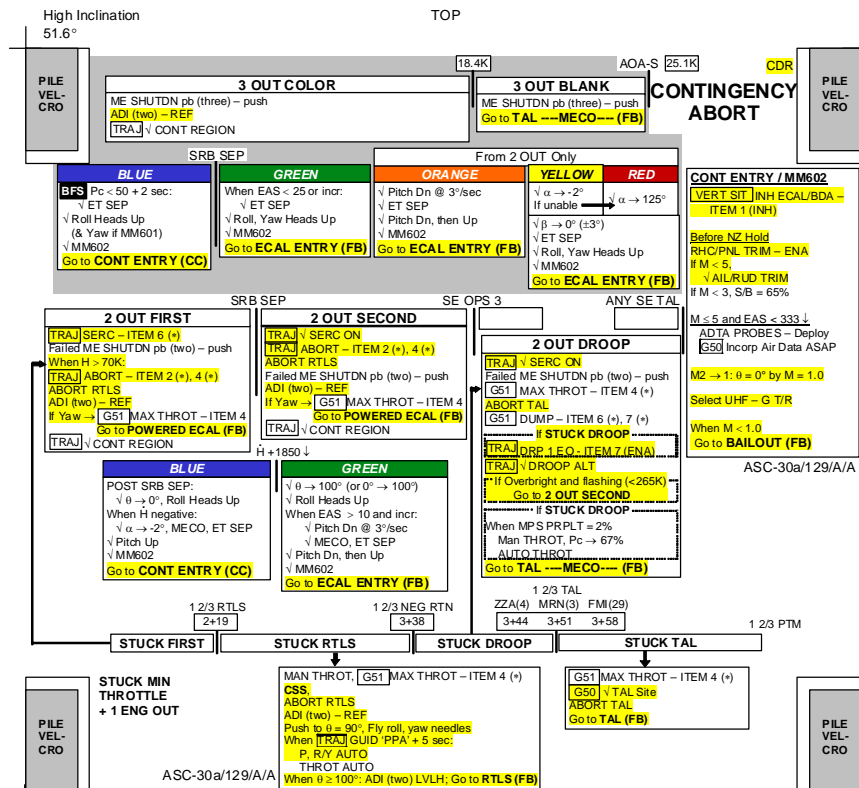 High Inclination
TOP
51.6°
PILE
VEL-
CRO
18.4K
AOA-S
25.1K
CDR
PILE
VEL-
CRO
CONTINGENCY
ABORT
3 OUT COLOR
ME SHUTDN pb (three) – push
ADI (two) – REF
TRAJ √ CONT REGION
3 OUT BLANK
ME SHUTDN pb (three) – push
Go to TAL ----MECO---- (FB)
SRB SEP
From 2 OUT Only
BLUE
BFS Pc < 50 + 2 sec:
√ ET SEP
√ Roll Heads Up
(& Yaw if MM601)
√ MM602
Go to CONT ENTRY (CC)
GREEN
When EAS < 25 or incr:
√ ET SEP
√ Roll, Yaw Heads Up
√ MM602
Go to ECAL ENTRY (FB)
ORANGE
√ Pitch Dn @ 3°/sec
√ ET SEP
√ Pitch Dn, then Up
√ MM602
Go to ECAL ENTRY (FB)
YELLOW
RED
√ α → -2°
If unable
√ α → 125°
√ β → 0° (±3°)
√ ET SEP
√ Roll, Yaw Heads Up
√ MM602
Go to ECAL ENTRY (FB)
CONT ENTRY / MM602
VERT SIT INH ECAL/BDA –
ITEM 1 (INH)
Before NZ Hold
RHC/PNL TRIM – ENA
If M < 5,
√ AIL/RUD TRIM
If M < 3, S/B = 65%
M ≤ 5 and EAS < 333 ↓
ADTA PROBES – Deploy
G50 Incorp Air Data ASAP
M2 → 1: θ = 0° by M = 1.0
Select UHF – G T/R
When M < 1.0
Go to BAILOUT (FB)
ASC-30a/129/A/A
SRB SEP
SE OPS 3
ANY SE TAL
2 OUT FIRST
TRAJ SERC – ITEM 6 (*)
Failed ME SHUTDN pb (two) – push
When H > 70K:
TRAJ ABORT – ITEM 2 (*), 4 (*)
ABORT RTLS
ADI (two) – REF
If Yaw → G51 MAX THROT – ITEM 4
Go to POWERED ECAL (FB)
TRAJ √ CONT REGION
2 OUT SECOND
TRAJ √ SERC ON
TRAJ ABORT – ITEM 2 (*), 4 (*)
ABORT RTLS
Failed ME SHUTDN pb (two) – push
ADI (two) – REF
If Yaw → G51 MAX THROT – ITEM 4
Go to POWERED ECAL (FB)
TRAJ √ CONT REGION
2 OUT DROOP
TRAJ √ SERC ON
Failed ME SHUTDN pb (two) – push
G51 MAX THROT – ITEM 4 (*)
ABORT TAL
G51 DUMP – ITEM 6 (*), 7 (*)
If STUCK DROOP
TRAJ DRP 1 EO - ITEM 7 (ENA)
TRAJ √ DROOP ALT
If Overbright and flashing (<265K)
Go to 2 OUT SECOND
If STUCK DROOP
When MPS PRPLT = 2%
Man THROT, Pc → 67%
AUTO THROT
Go to TAL ----MECO---- (FB)
Ḣ +1850 ↓
BLUE
POST SRB SEP:
√ θ → 0°, Roll Heads Up
When Ḣ negative:
√ α → -2°, MECO, ET SEP
√ Pitch Up
√ MM602
Go to CONT ENTRY (CC)
GREEN
√ θ → 100° (or 0° → 100°)
√ Roll Heads Up
When EAS > 10 and incr:
√ Pitch Dn @ 3°/sec
√ MECO, ET SEP
√ Pitch Dn, then Up
√ MM602
Go to ECAL ENTRY (FB)
1 2/3 RTLS
2+19
1 2/3 NEG RTN
3+38
1 2/3 TAL
ZZA(4) MRN(3) FMI(29)
3+44 3+51 3+58
1 2/3 PTM
STUCK FIRST
STUCK RTLS
STUCK DROOP
STUCK TAL
STUCK MIN
THROTTLE
+ 1 ENG OUT
MAN THROT, G51 MAX THROT – ITEM 4 (*)
CSS,
ABORT RTLS
ADI (two) – REF
Push to θ = 90°, Fly roll, yaw needles
When TRAJ GUID 'PPA' + 5 sec:
P, R/Y AUTO
THROT AUTO
When θ ≥ 100°: ADI (two) LVLH; Go to RTLS (FB)
G51 MAX THROT – ITEM 4 (*)
G50 √ TAL Site
ABORT TAL
Go to TAL (FB)
PILE
VEL-
CRO
ASC-30a/129/A/A
PILE
VEL-
CRO